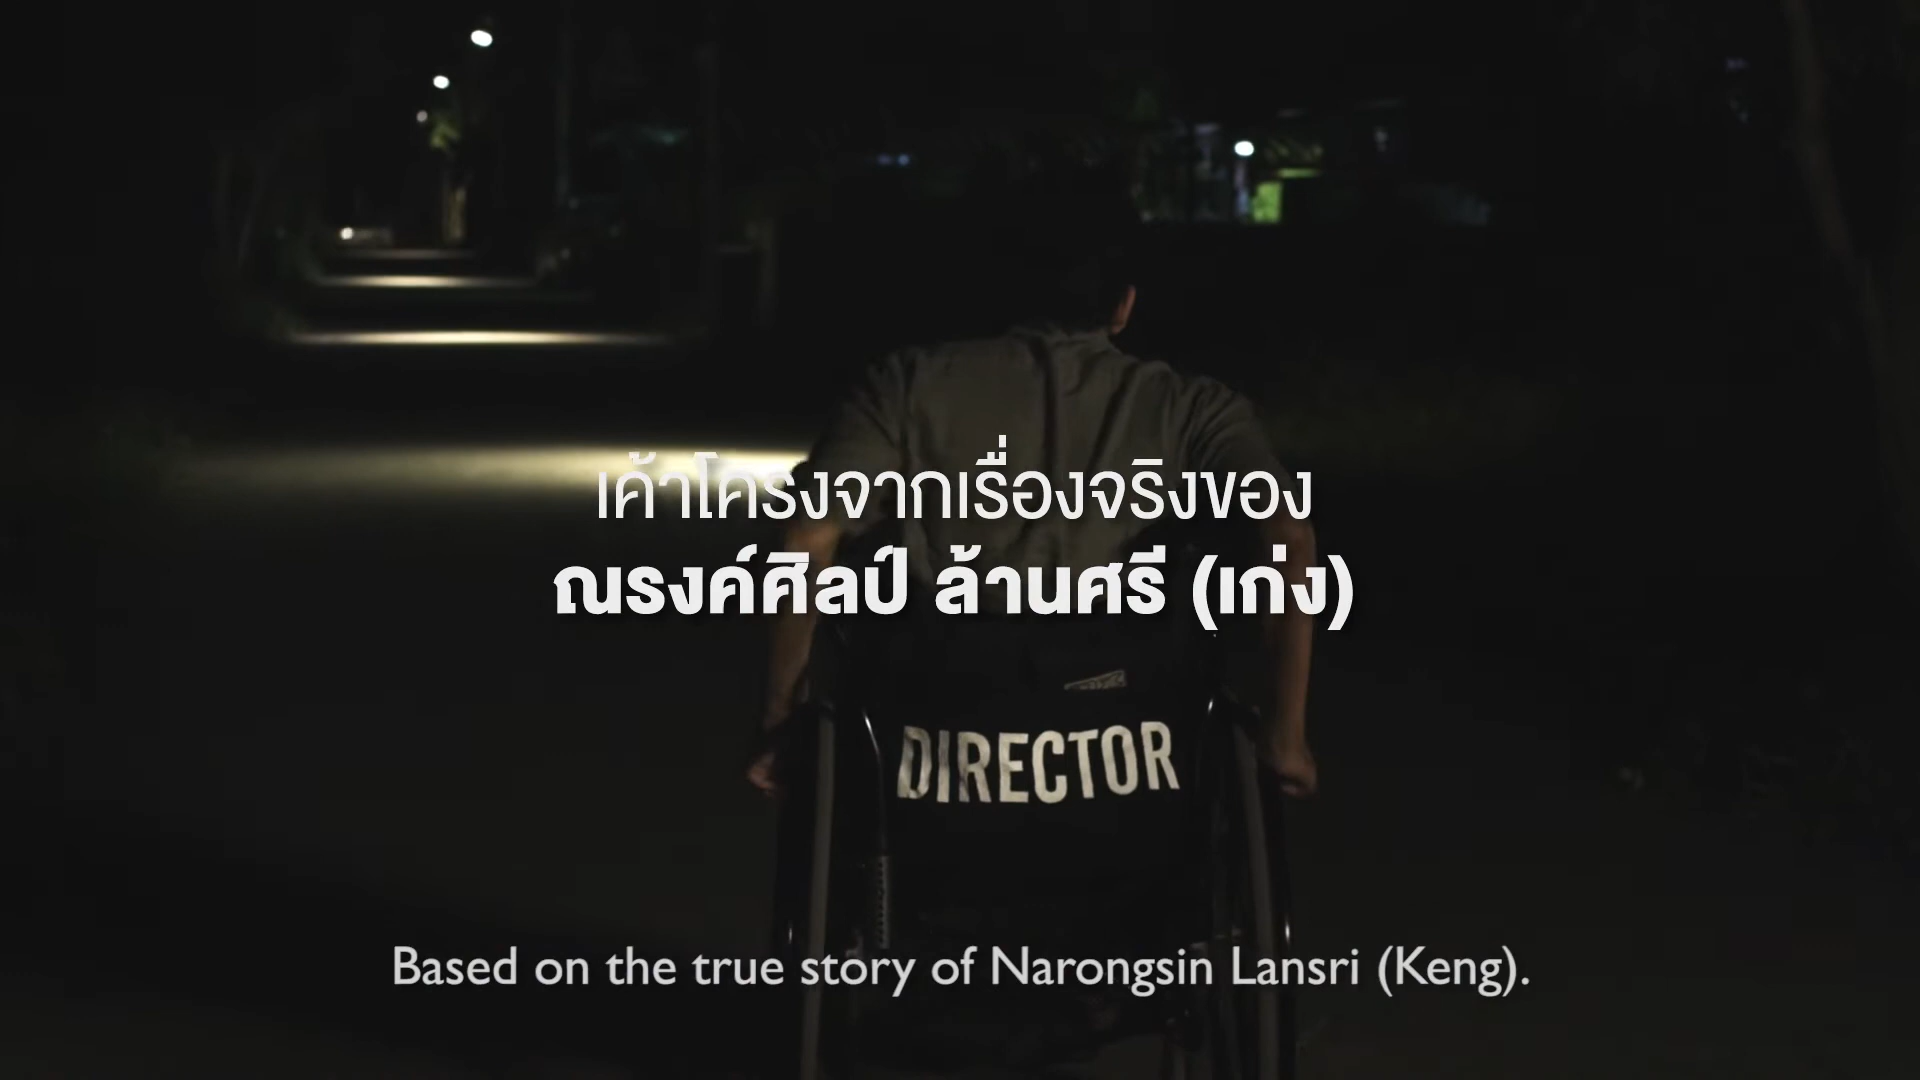 เค้าโครงจากเรื่องจริงของ
ณรงค์ศิลป์ ล้านศรี (เก่ง)
DIRECTOR
Based on the true story of Narongsin Lansri (Keng).